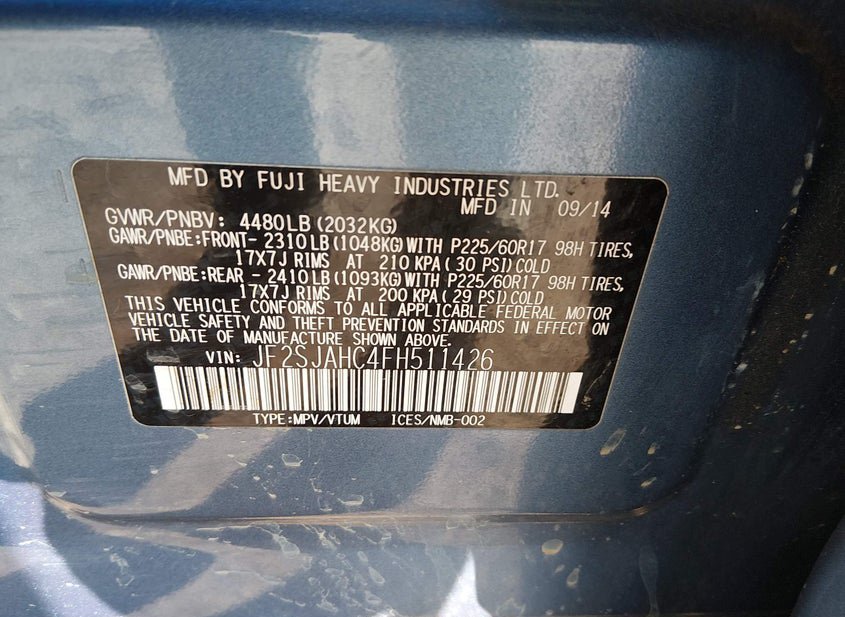 MFD BY FUJI HEAVY INDUSTRIES LTD.
MFD IN 09/14
GVWR/PNBV: 4480LB(2032KG)
GAWR/PNBE:FRONT- 2310LB(1048KG)WITH P225/60R17 98H TIRES,
17X7J RIMS AT 210 KPA(30 PSI)COLD
GAWR/PNBE:REAR - 2410LB(1093KG)WITH P225/60R17 98H TIRES,
17X7J RIMS AT 200 KPA(29 PSI)COLD
THIS VEHICLE CONFORMS TO ALL APPLICABLE FEDERAL MOTOR
VEHICLE SAFETY AND THEFT PREVENTION STANDARDS IN EFFECT ON
THE DATE OF MANUFACTURE SHOWN ABOVE.
VIN: JF2SJAHC4FH511426
TYPE:MPV/VTUM ICES/NMB-002